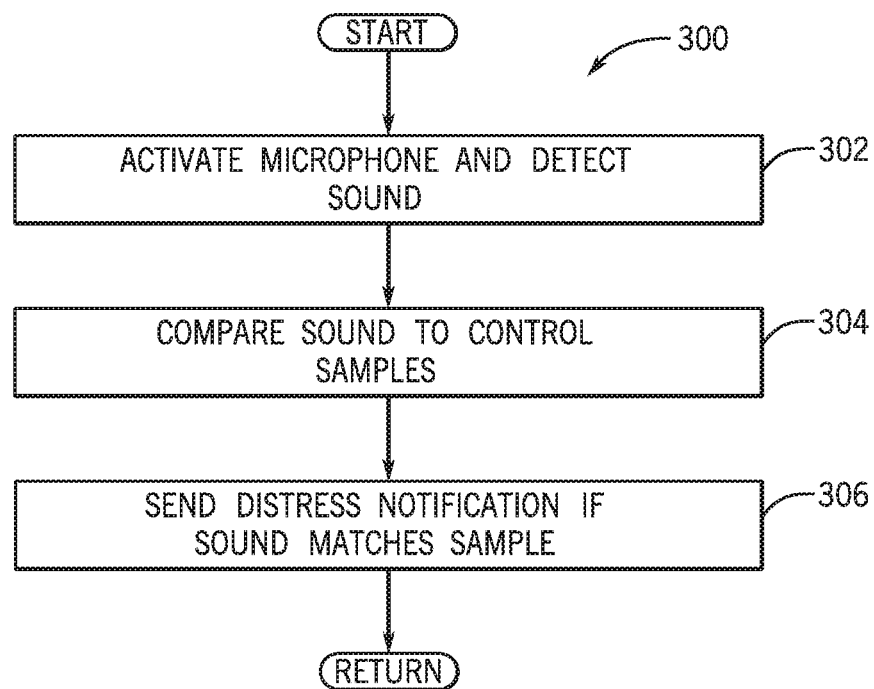 START
300
ACTIVATE MICROPHONE AND DETECT
SOUND
302
COMPARE SOUND TO CONTROL
SAMPLES
304
SEND DISTRESS NOTIFICATION IF
SOUND MATCHES SAMPLE
306
RETURN